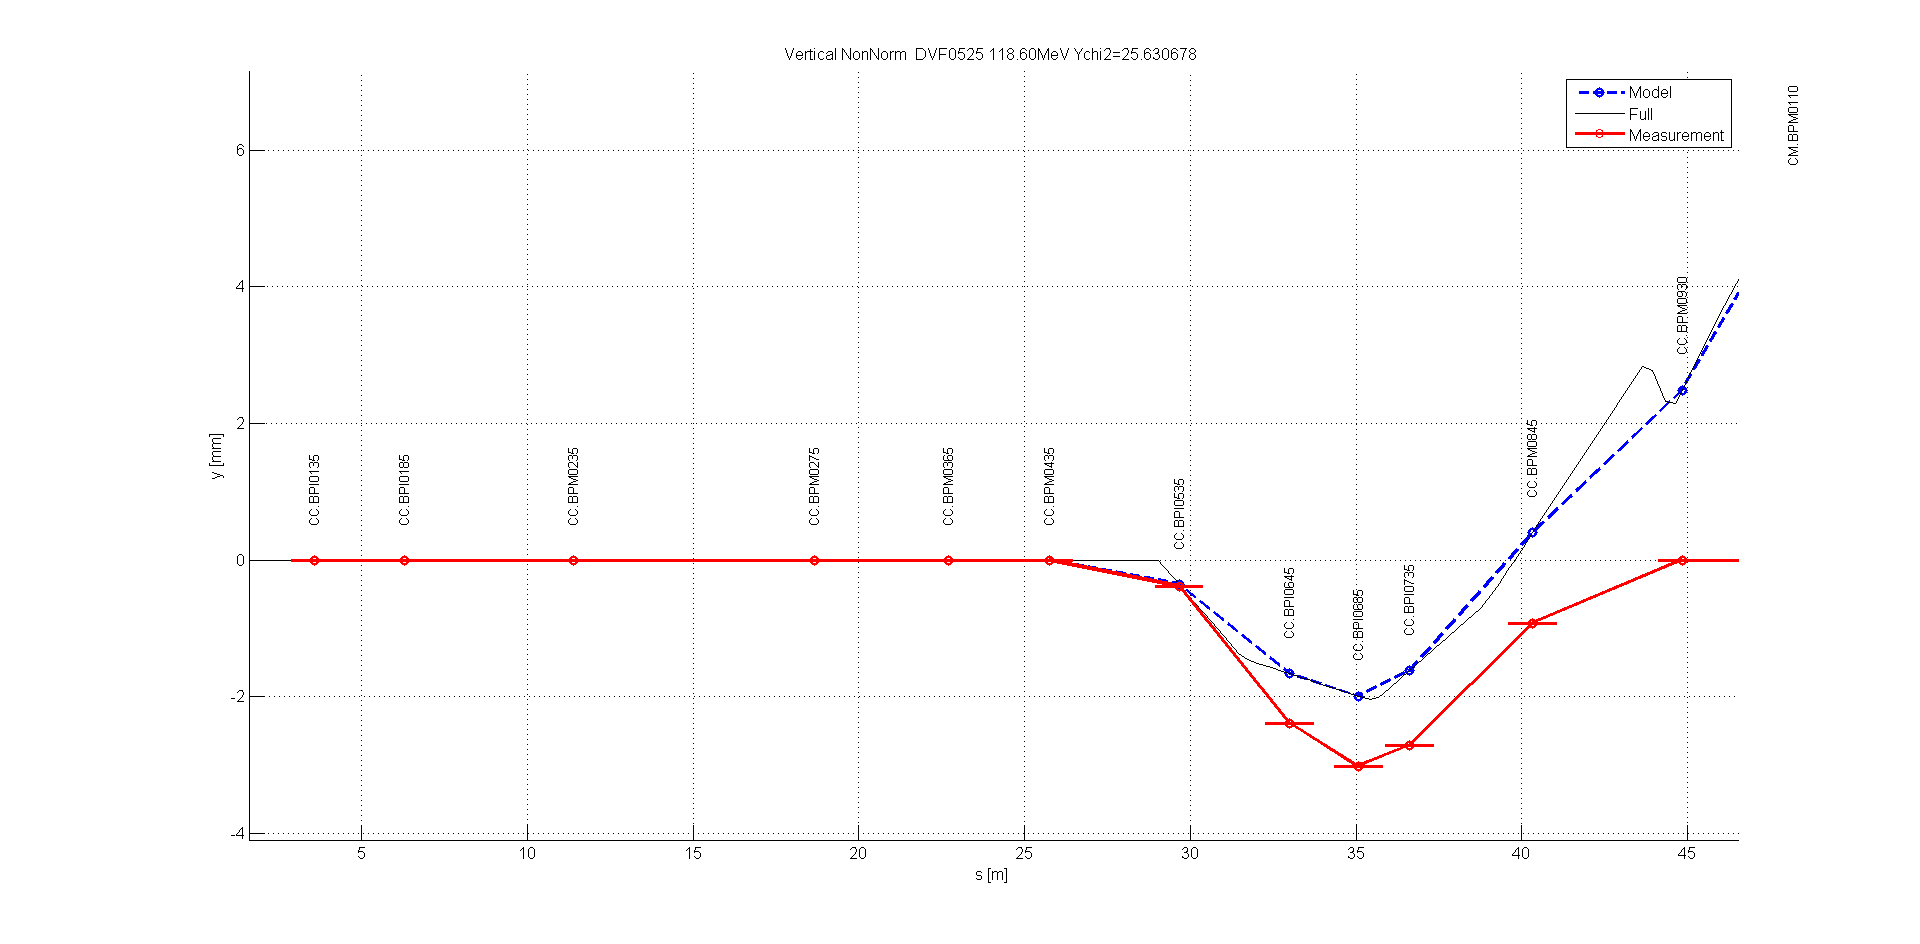 Vertical NonNorm  DVF0525 118.60MeV Ychi2=25.630678
Model
Full
Measurement
CM.BPM0110
6
4
2
0
-2
-4
y [mm]
CC.BPI0135
CC.BPI0185
CC.BPM0235
CC.BPM0275
CC.BPM0365
CC.BPM0435
CC.BPI0535
CC.BPI0645
CC.BPI0685
CC.BPI0735
CC.BPM0845
CC.BPM0930
5
10
15
20
25
30
35
40
45
s [m]